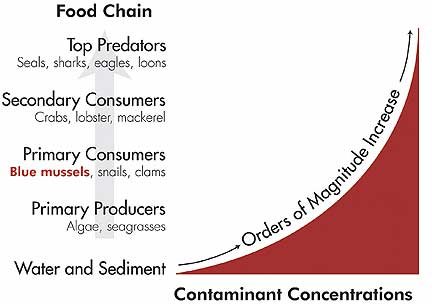 Food Chain
Top Predators
Seals, sharks, eagles, loons
Secondary Consumers
Crabs, lobster, mackerel
Primary Consumers
Blue mussels, snails, clams
Primary Producers
Algae, seagrasses
Water and Sediment
Orders of Magnitude Increase
Contaminant Concentrations